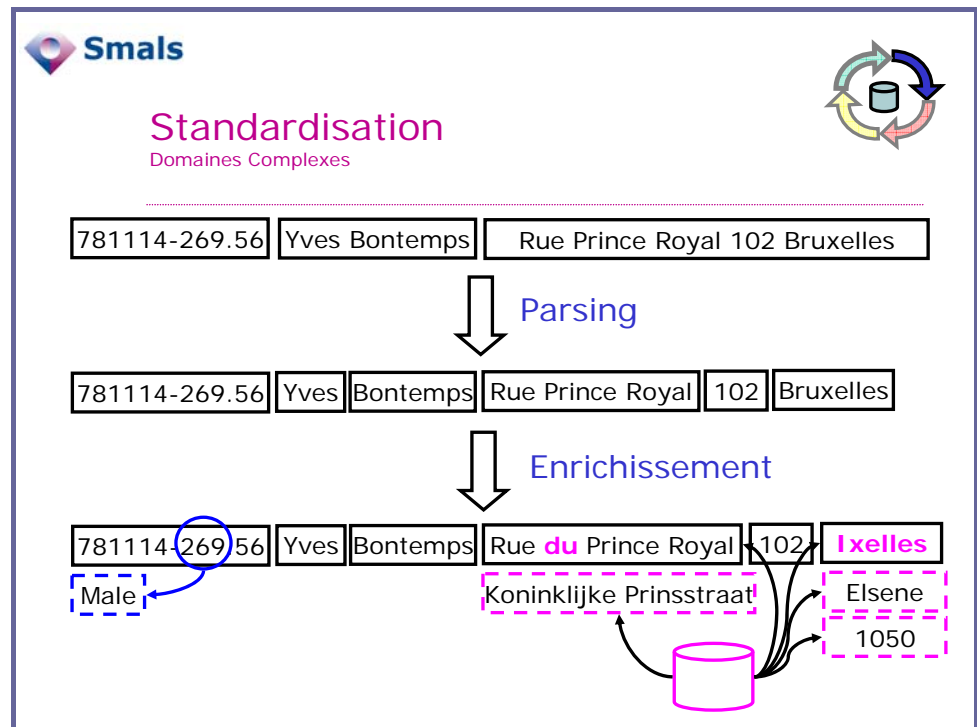 Smals
Standardisation
Domaines Complexes
781114-269.56 Yves Bontemps Rue Prince Royal 102 Bruxelles
Parsing
781114-269.56 Yves Bontemps Rue Prince Royal 102 Bruxelles
Enrichissement
781114-269.56 Yves Bontemps Rue du Prince Royal 102 Ixelles
Male Koninklijke Prinsstraat Elsene
1050